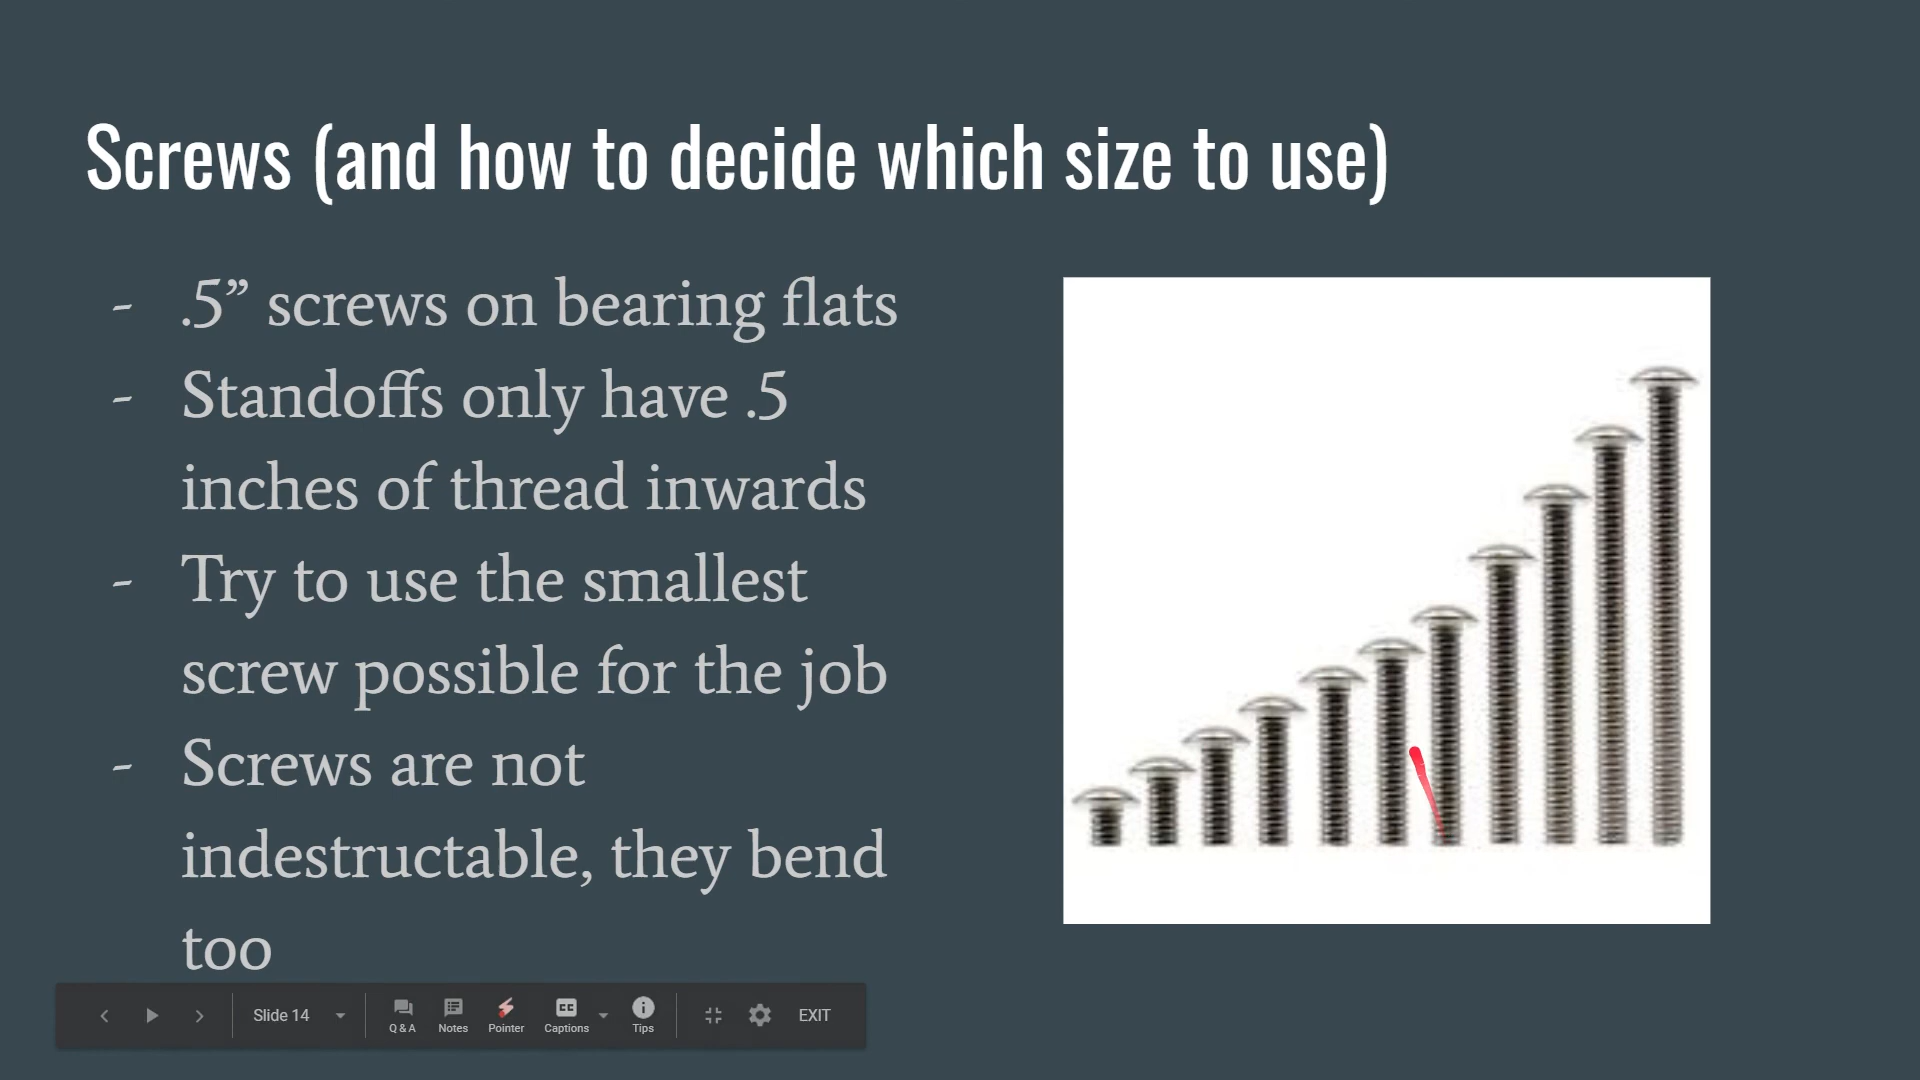 Screws (and how to decide which size to use)
- .5” screws on bearing flats
- Standoffs only have .5
inches of thread inwards
- Try to use the smallest
screw possible for the job
- Screws are not
indestructable, they bend
too
Slide 14
Q & A
Notes
Pointer
CC
Captions
Tips
EXIT